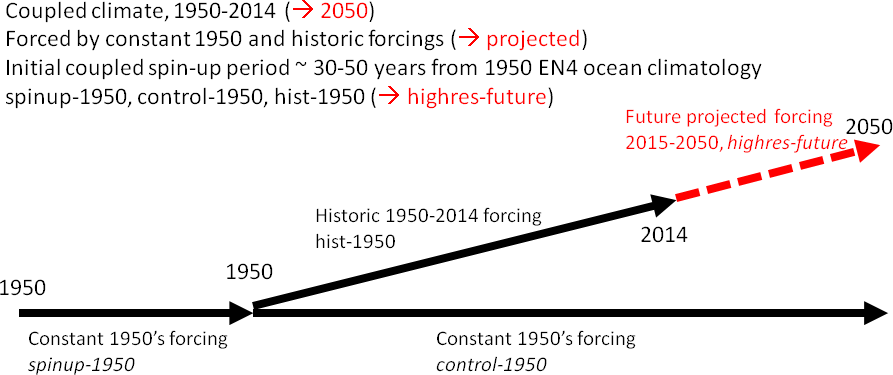 Coupled climate, 1950-2014 (→ 2050)
Forced by constant 1950 and historic forcings (→ projected)
Initial coupled spin-up period ~ 30-50 years from 1950 EN4 ocean climatology
spinup-1950, control-1950, hist-1950 (→ highres-future)
Future projected forcing
2015-2050, highres-future
2050
Historic 1950-2014 forcing
hist-1950
2014
1950
1950
Constant 1950's forcing
spinup-1950
Constant 1950's forcing
control-1950